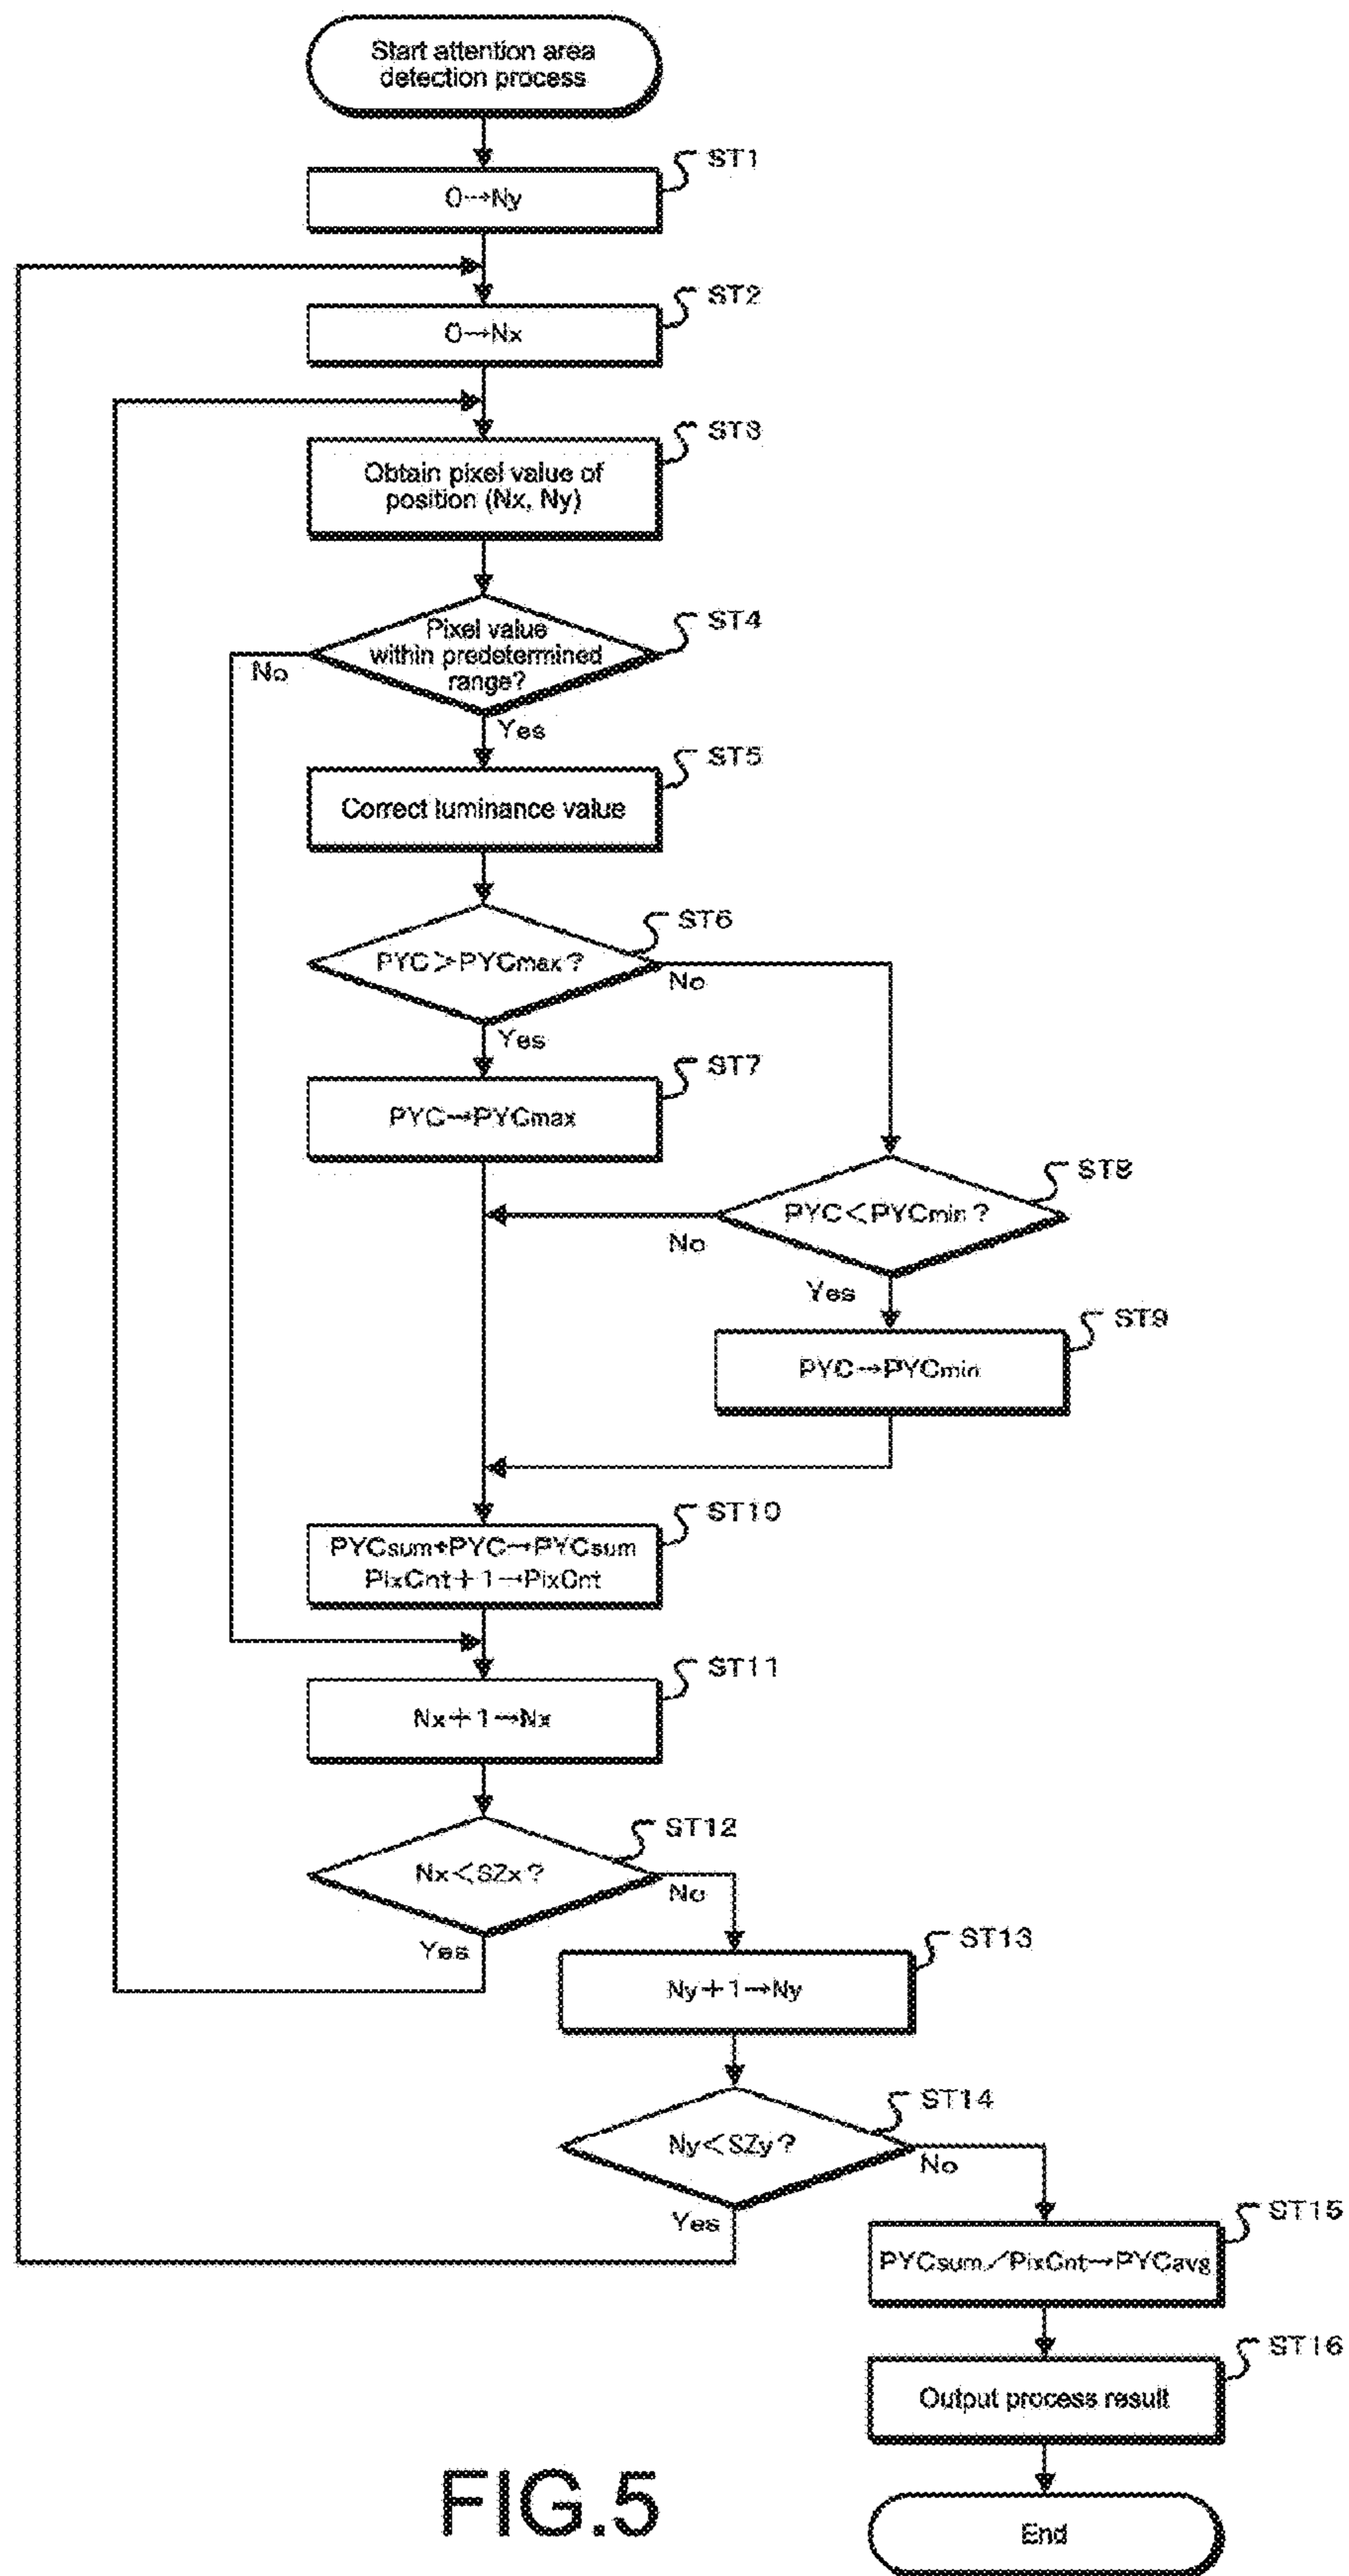 Start attention area
detection process
ST1
0→Ny
ST2
0→Nx
ST3
Obtain pixel value of
position (Nx, Ny)
ST4
Pixel value
within predetermined
range?
No
Yes
ST5
Correct luminance value
ST6
PYC>PYCmax?
No
Yes
ST7
PYC→PYCmax
ST8
PYC<PYCmin?
No
Yes
ST9
PYC→PYCmin
ST10
PYCsum+PYC→PYCsum
PixCnt+1→PixCnt
ST11
Nx+1→Nx
ST12
Nx<SZx?
No
Yes
ST13
Ny+1→Ny
ST14
Ny<SZy?
No
Yes
ST15
PYCsum/PixCnt→PYCavg
ST16
Output process result
End
FIG.5